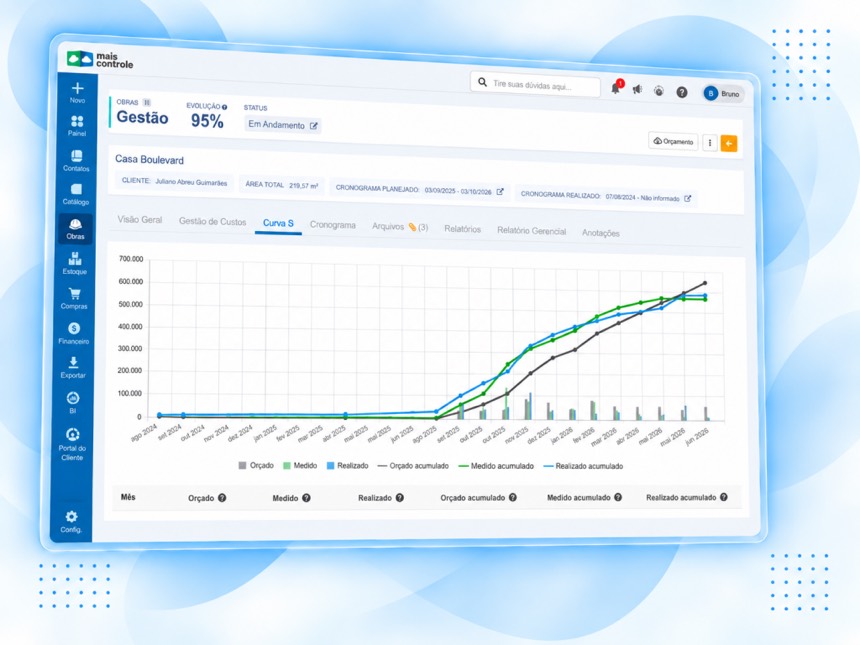 mais
controle
Tire suas dúvidas aqui...
1
B Bruno
Novo
Painel
Contatos
Catálogo
Obras
Estoque
Compras
Financeiro
Exportar
BI
Portal do
Cliente
Config.
OBRAS
Gestão
EVOLUÇÃO ?
95%
STATUS
Em Andamento
Orçamento
Casa Boulevard
CLIENTE: Juliano Abreu Guimarães
ÁREA TOTAL 219,57 m²
CRONOGRAMA PLANEJADO: 03/09/2025 - 03/10/2026
CRONOGRAMA REALIZADO: 07/08/2024 - Não informado
Visão Geral
Gestão de Custos
Curva S
Cronograma
Arquivos (3)
Relatórios
Relatório Gerencial
Anotações
700.000
600.000
500.000
400.000
300.000
200.000
100.000
0
ago 2024
set 2024
out 2024
nov 2024
dez 2024
jan 2025
fev 2025
mar 2025
abr 2025
mai 2025
mai 2025
jun 2025
ago 2025
set 2025
out 2025
out 2025
nov 2025
dez 2025
jan 2026
fev 2026
mar 2026
abr 2026
mai 2026
mai 2026
jun 2026
Orçado
Medido
Realizado
Orçado acumulado
Medido acumulado
Realizado acumulado
Mês
Orçado ?
Medido ?
Realizado ?
Orçado acumulado ?
Medido acumulado ?
Realizado acumulado ?